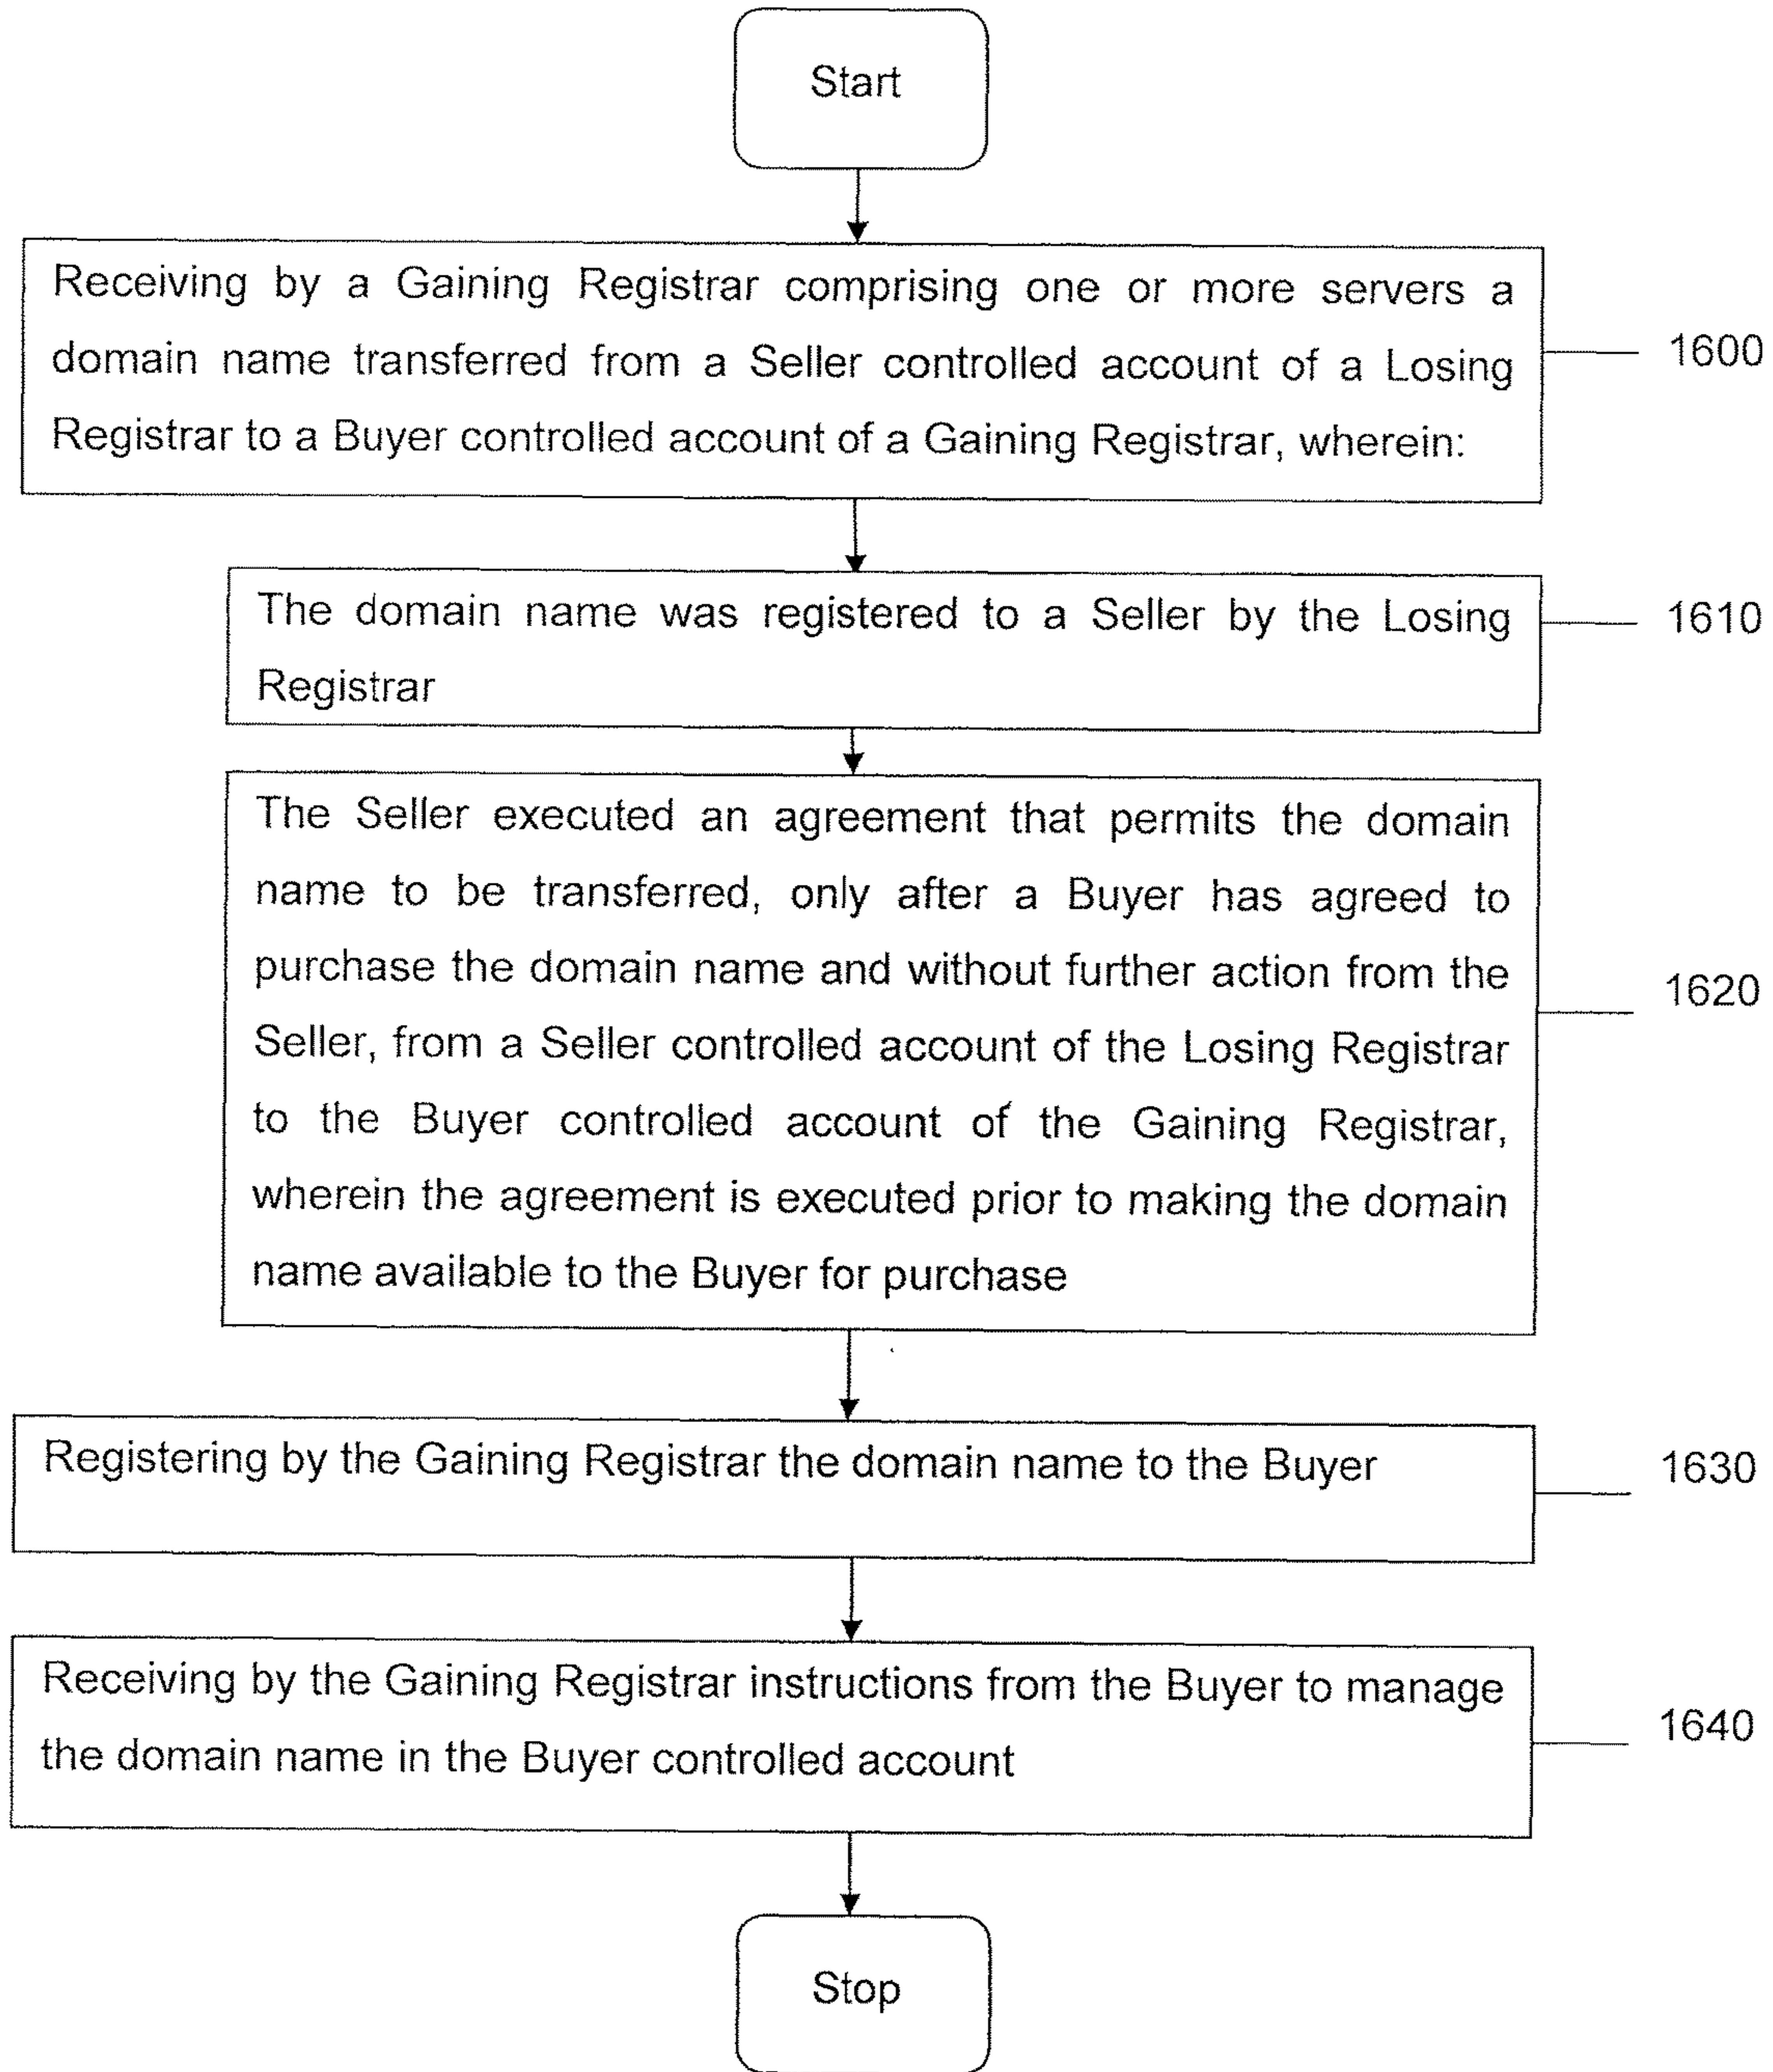 Start
Receiving by a Gaining Registrar comprising one or more servers a
domain name transferred from a Seller controlled account of a Losing
Registrar to a Buyer controlled account of a Gaining Registrar, wherein:
1600
The domain name was registered to a Seller by the Losing
Registrar
1610
The Seller executed an agreement that permits the domain
name to be transferred, only after a Buyer has agreed to
purchase the domain name and without further action from the
Seller, from a Seller controlled account of the Losing Registrar
to the Buyer controlled account of the Gaining Registrar,
wherein the agreement is executed prior to making the domain
name available to the Buyer for purchase
1620
Registering by the Gaining Registrar the domain name to the Buyer
1630
Receiving by the Gaining Registrar instructions from the Buyer to manage
the domain name in the Buyer controlled account
1640
Stop